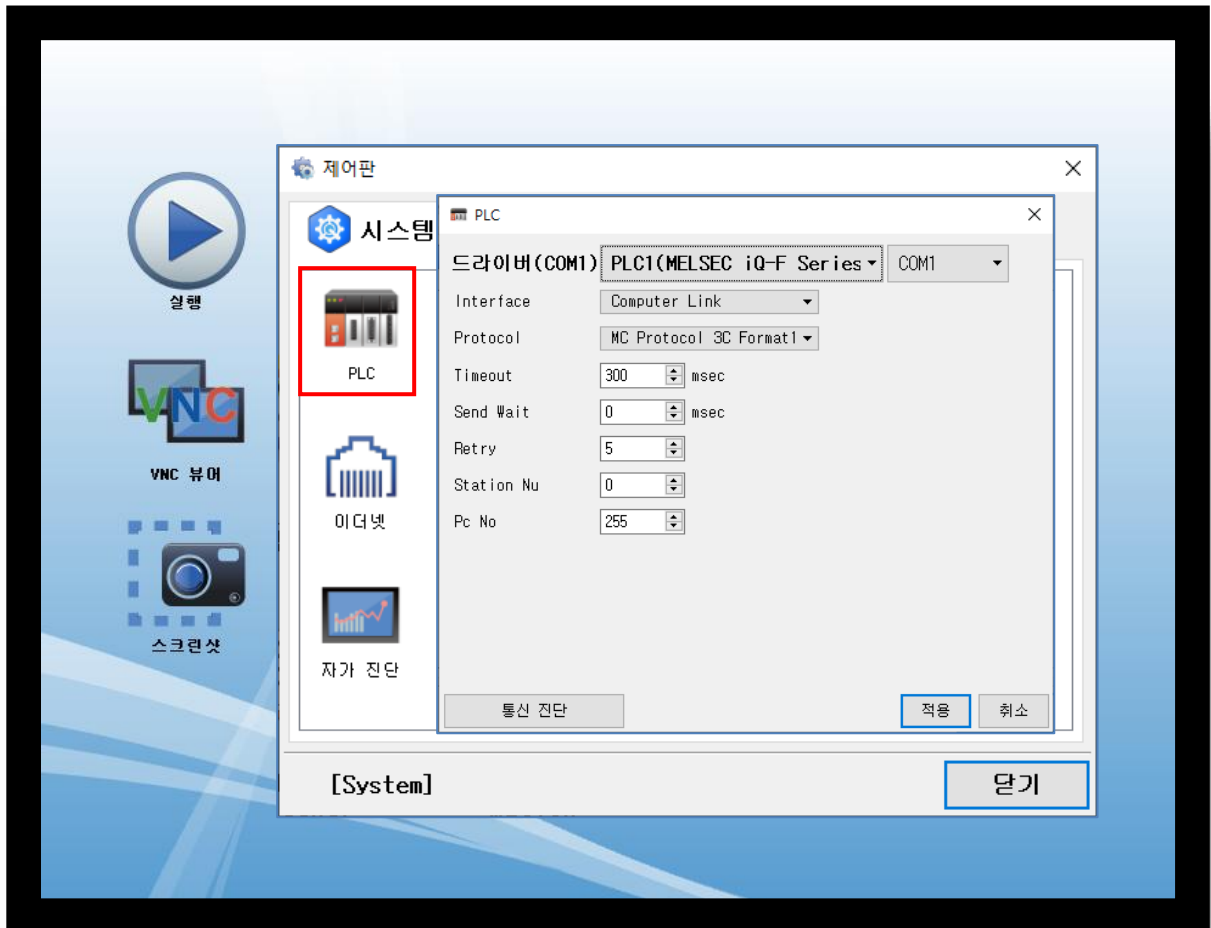 제어판
시스템
PLC
드라이버(COM1) PLC1(MELSEC iQ-F Series COM1
Interface Computer Link
Protocol MC Protocol 3C Format1
Timeout 300 msec
Send Wait 0 msec
Retry 5
Station Nu 0
Pc No 255
통신 진단 적용 취소
PLC
이더넷
자가 진단
[System] 닫기
실행
VNC
VNC 뷰어
스크린샷